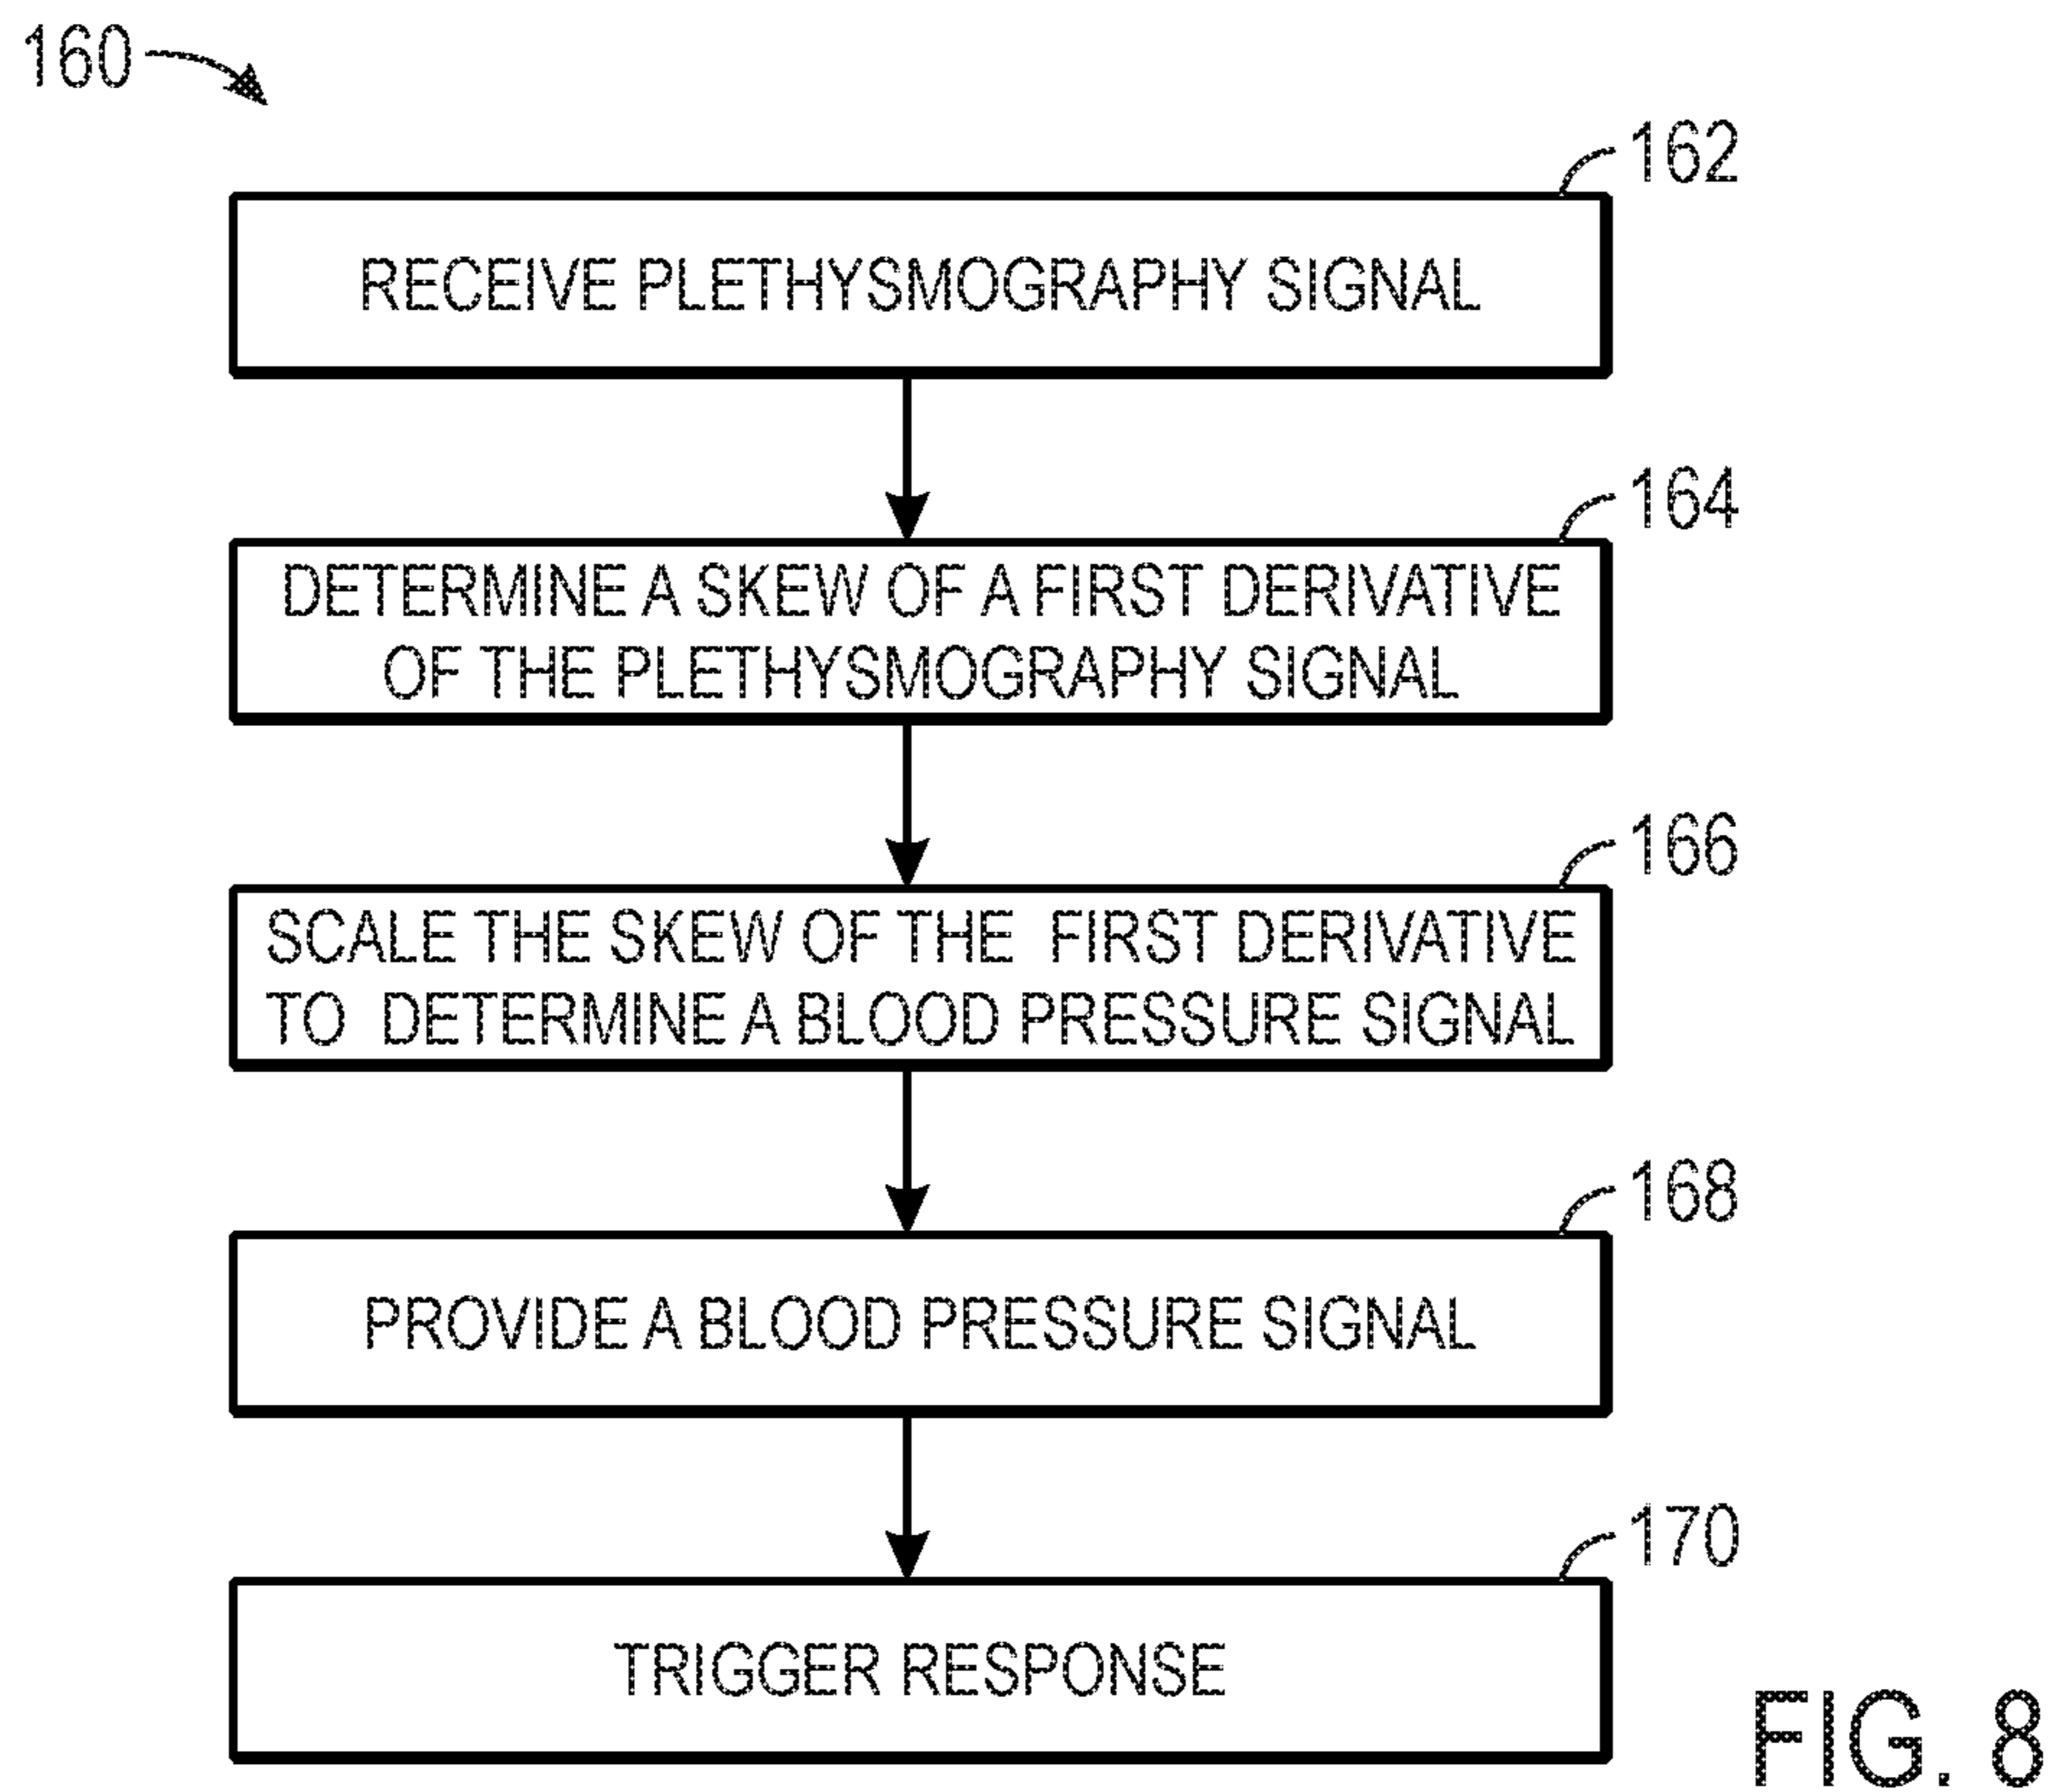 160
162
RECEIVE PLETHYSMOGRAPHY SIGNAL
164
DETERMINE A SKEW OF A FIRST DERIVATIVE
OF THE PLETHYSMOGRAPHY SIGNAL
166
SCALE THE SKEW OF THE FIRST DERIVATIVE
TO DETERMINE A BLOOD PRESSURE SIGNAL
168
PROVIDE A BLOOD PRESSURE SIGNAL
170
TRIGGER RESPONSE
FIG. 8